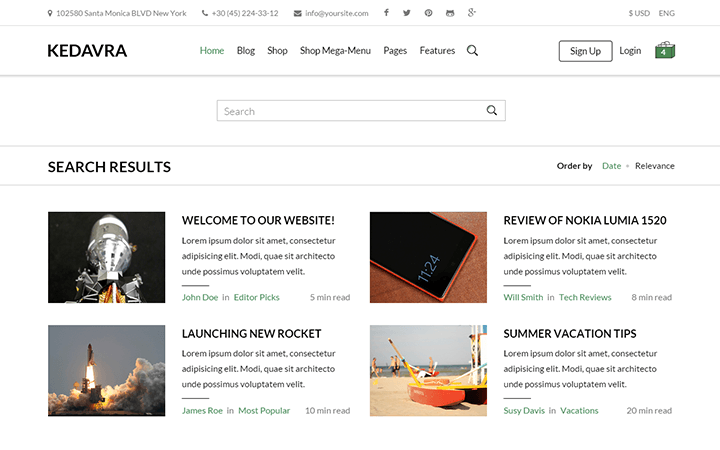 102580 Santa Monica BLVD New York +30 (45) 224-33-12 info@yoursite.com $ USD ENG
KEDAVRA Home Blog Shop Shop Mega-Menu Pages Features Sign Up Login 4
Search
SEARCH RESULTS Order by Date Relevance
WELCOME TO OUR WEBSITE!
Lorem ipsum dolor sit amet, consectetur
adipisicing elit. Modi, quae sit architecto
unde possimus voluptatem velit.
John Doe in Editor Picks 5 min read
11:24
REVIEW OF NOKIA LUMIA 1520
Lorem ipsum dolor sit amet, consectetur
adipisicing elit. Modi, quae sit architecto
unde possimus voluptatem velit.
Will Smith in Tech Reviews 8 min read
LAUNCHING NEW ROCKET
Lorem ipsum dolor sit amet, consectetur
adipisicing elit. Modi, quae sit architecto
unde possimus voluptatem velit.
James Roe in Most Popular 10 min read
SUMMER VACATION TIPS
Lorem ipsum dolor sit amet, consectetur
adipisicing elit. Modi, quae sit architecto
unde possimus voluptatem velit.
Susy Davis in Vacations 20 min read